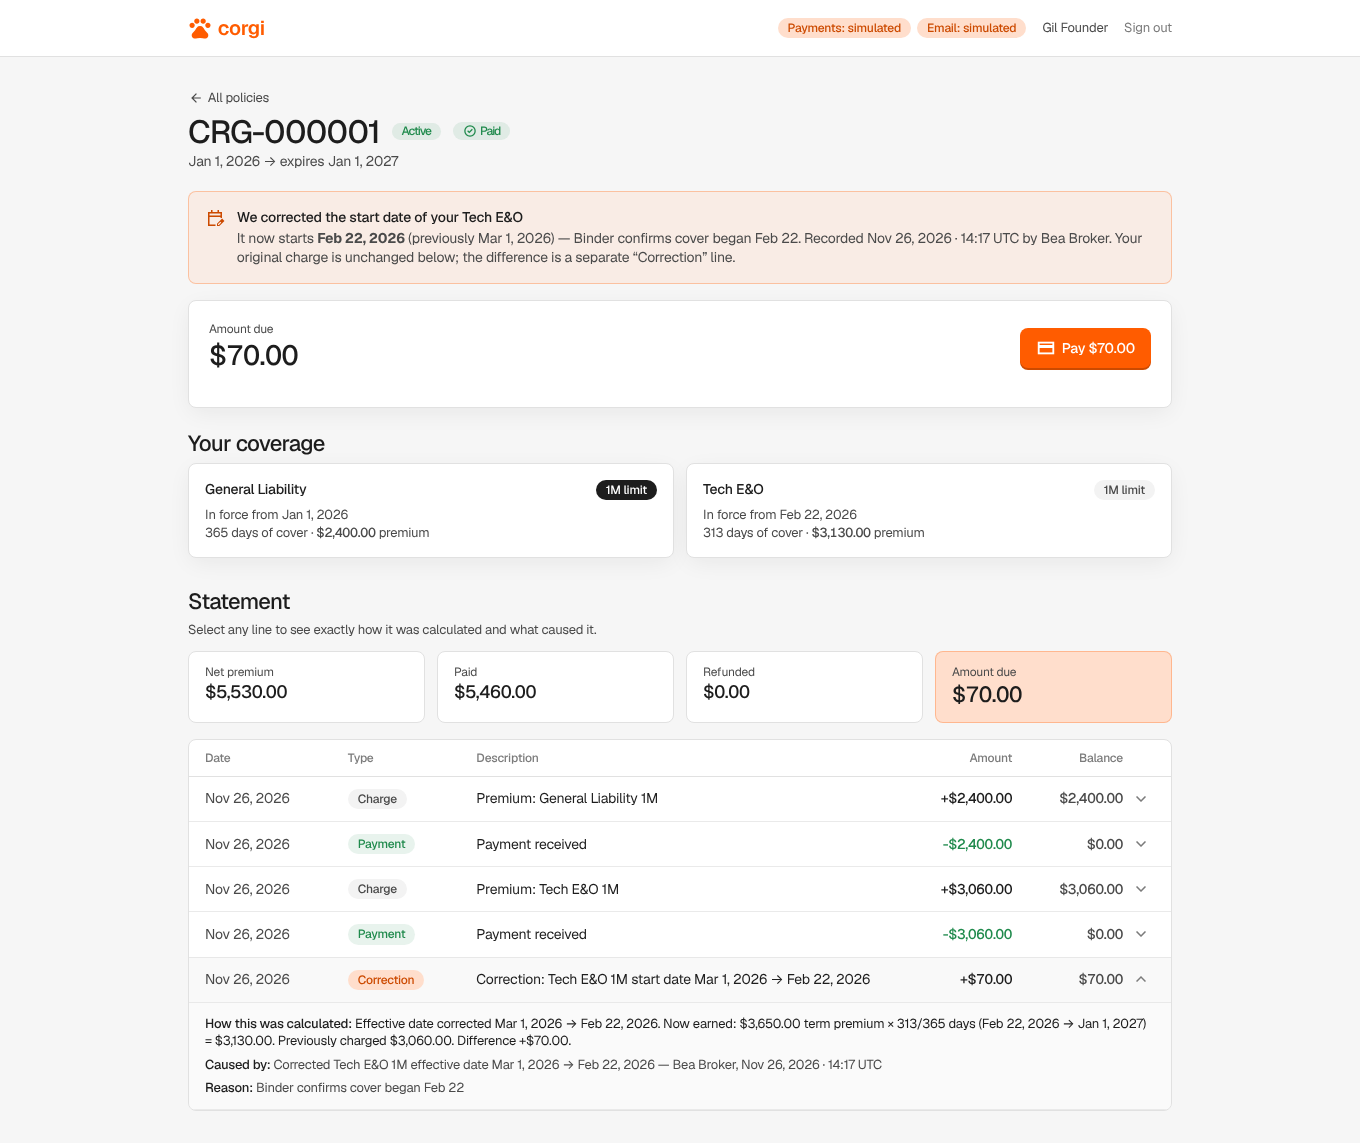 corgi
Payments: simulated
Email: simulated
Gil Founder
Sign out
← All policies
CRG-000001
Active
Paid
Jan 1, 2026 → expires Jan 1, 2027
We corrected the start date of your Tech E&O
It now starts Feb 22, 2026 (previously Mar 1, 2026) — Binder confirms cover began Feb 22. Recorded Nov 26, 2026 · 14:17 UTC by Bea Broker. Your
original charge is unchanged below; the difference is a separate “Correction” line.
Amount due
$70.00
Pay $70.00
Your coverage
General Liability
1M limit
In force from Jan 1, 2026
365 days of cover · $2,400.00 premium
Tech E&O
1M limit
In force from Feb 22, 2026
313 days of cover · $3,130.00 premium
Statement
Select any line to see exactly how it was calculated and what caused it.
Net premium
$5,530.00
Paid
$5,460.00
Refunded
$0.00
Amount due
$70.00
Date Type Description Amount Balance
Nov 26, 2026 Charge Premium: General Liability 1M +$2,400.00 $2,400.00
Nov 26, 2026 Payment Payment received -$2,400.00 $0.00
Nov 26, 2026 Charge Premium: Tech E&O 1M +$3,060.00 $3,060.00
Nov 26, 2026 Payment Payment received -$3,060.00 $0.00
Nov 26, 2026 Correction Correction: Tech E&O 1M start date Mar 1, 2026 → Feb 22, 2026 +$70.00 $70.00
How this was calculated: Effective date corrected Mar 1, 2026 → Feb 22, 2026. Now earned: $3,650.00 term premium × 313/365 days (Feb 22, 2026 → Jan 1, 2027)
= $3,130.00. Previously charged $3,060.00. Difference +$70.00.
Caused by: Corrected Tech E&O 1M effective date Mar 1, 2026 → Feb 22, 2026 — Bea Broker, Nov 26, 2026 · 14:17 UTC
Reason: Binder confirms cover began Feb 22